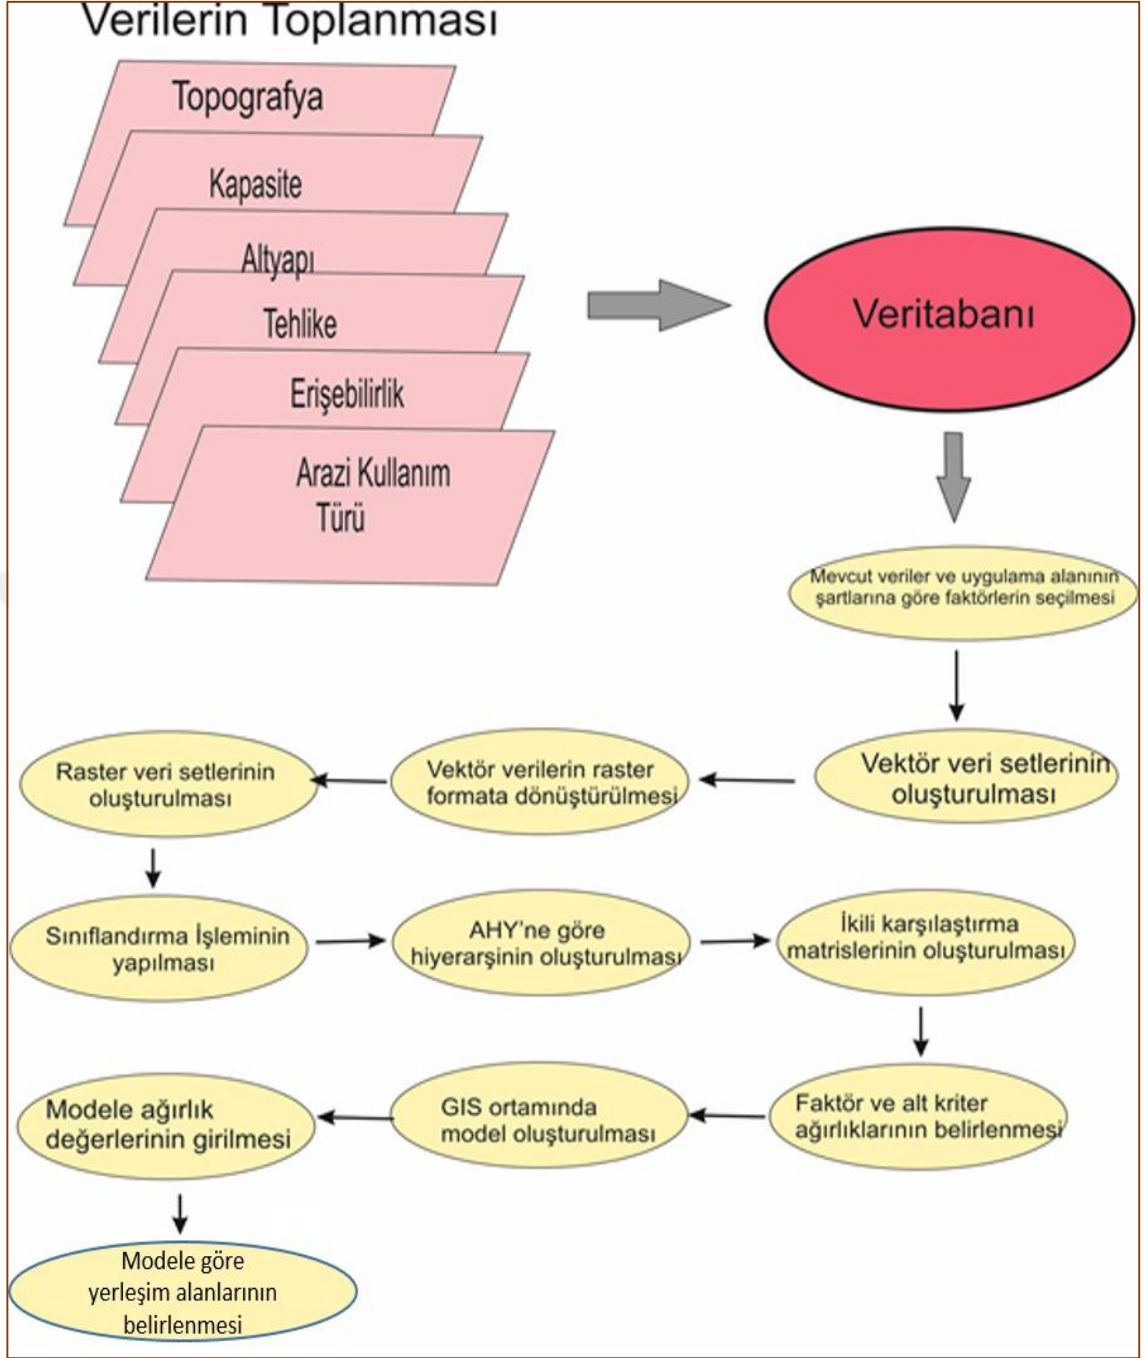 Verilerin Toplanması
Topografya
Kapasite
Altyapı
Tehlike
Erişebilirlik
Arazi Kullanım
Türü
Veritabanı
Mevcut veriler ve uygulama alanının
şartlarına göre faktörlerin seçilmesi
Vektör veri setlerinin
oluşturulması
Vektör verilerin raster
formata dönüştürülmesi
Raster veri setlerinin
oluşturulması
Sınıflandırma İşleminin
yapılması
AHY'ne göre
hiyerarşinin oluşturulması
İkili karşılaştırma
matrislerinin oluşturulması
Faktör ve alt kriter
ağırlıklarının belirlenmesi
GIS ortamında
model oluşturulması
Modele ağırlık
değerlerinin girilmesi
Modele göre
yerleşim alanlarının
belirlenmesi